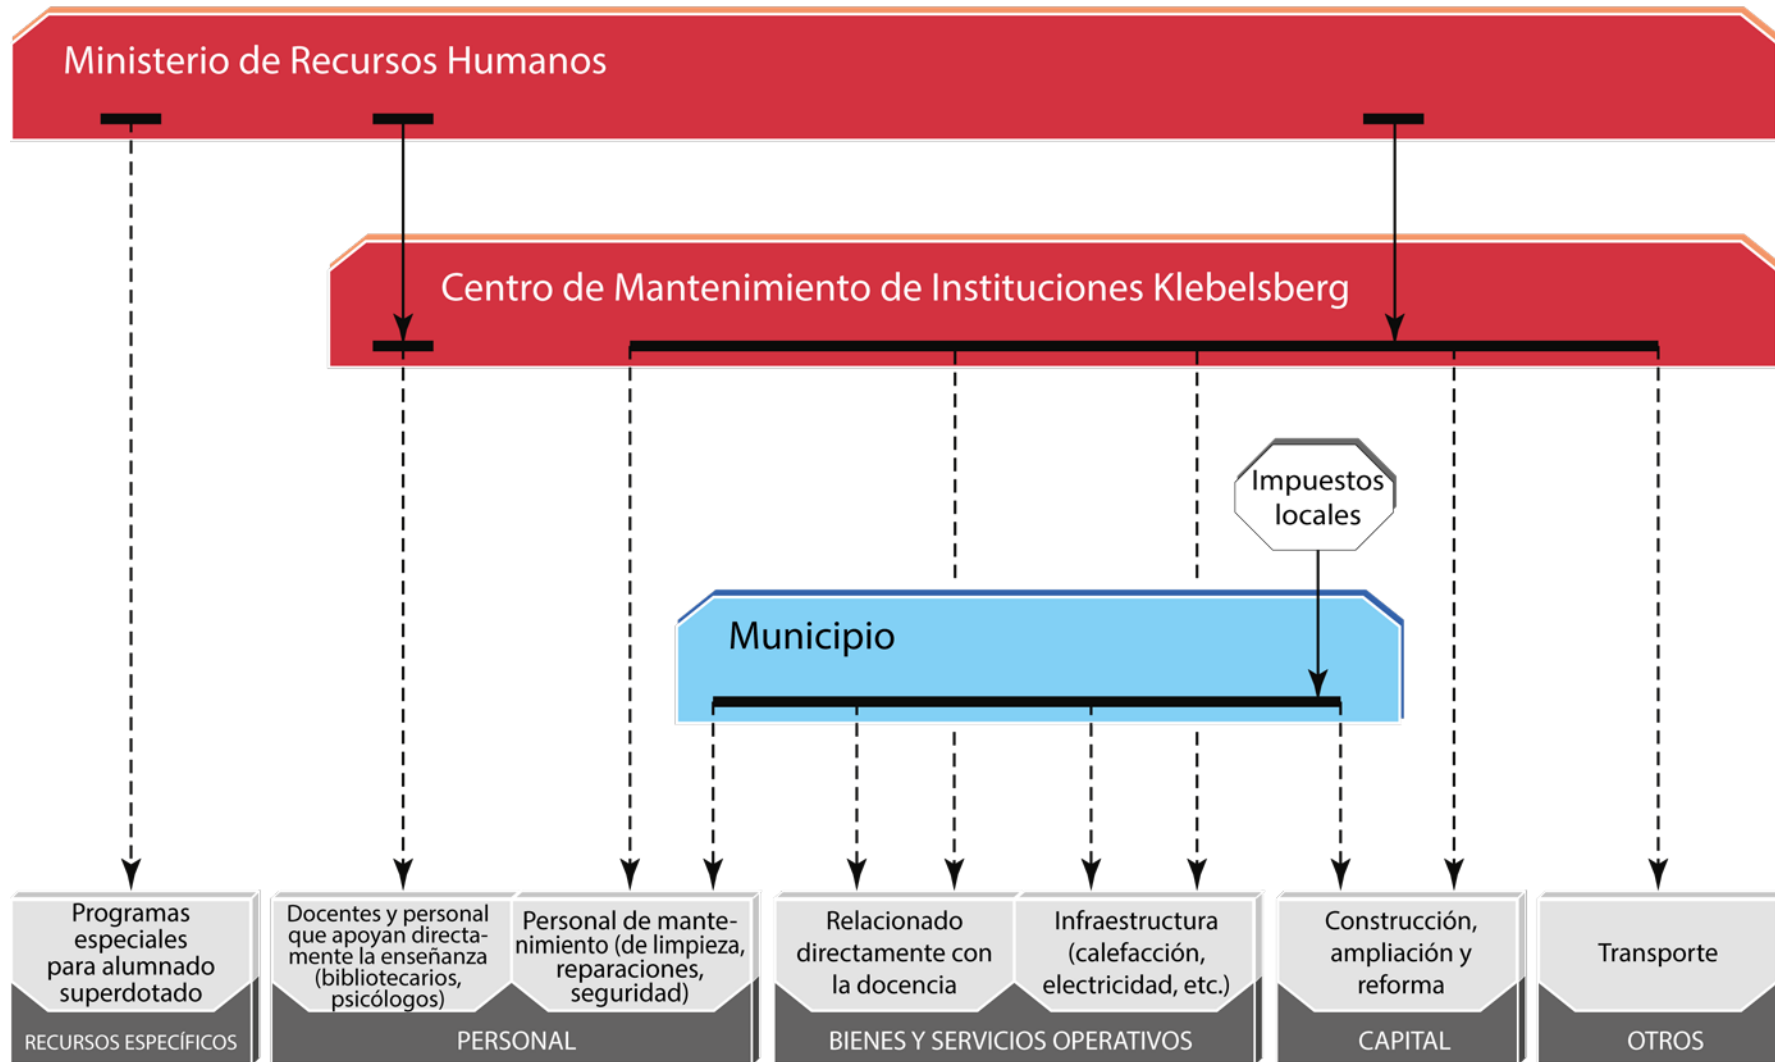 Ministerio de Recursos Humanos
Centro de Mantenimiento de Instituciones Klebelsberg
Impuestos
locales
Municipio
Programas
especiales
para alumnado
superdotado
Docentes y personal
que apoyan directa-
mente la enseñanza
(bibliotecarios,
psicólogos)
Personal de mante-
nimiento (de limpieza,
reparaciones,
seguridad)
Relacionado
directamente con
la docencia
Infraestructura
(calefacción,
electricidad, etc.)
Construcción,
ampliación y
reforma
Transporte
RECURSOS ESPECÍFICOS
PERSONAL
BIENES Y SERVICIOS OPERATIVOS
CAPITAL
OTROS